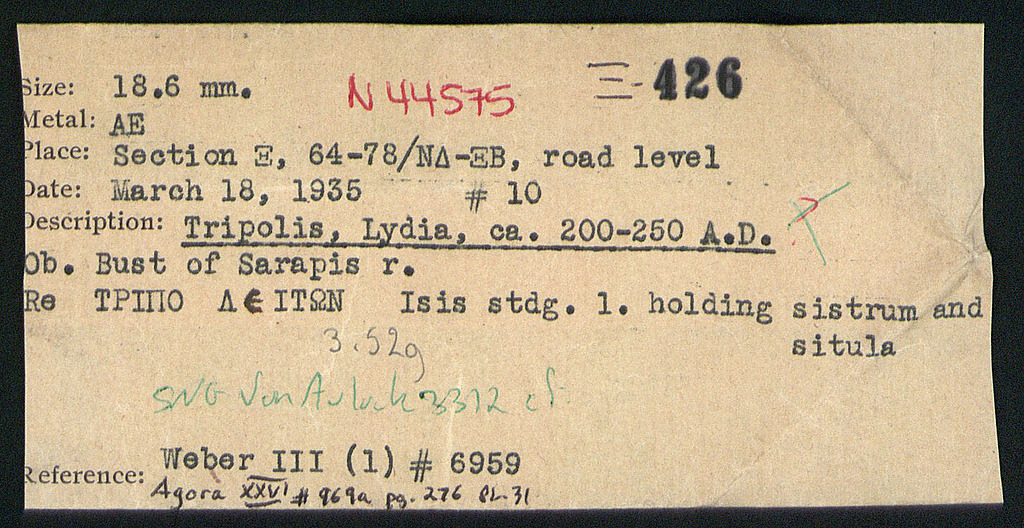 Ξ-426
Size: 18.6 mm. N 44575
Metal: AE
Place: Section Ξ, 64-78/ΝΔ-ΞΒ, road level
Date: March 18, 1935 # 10
Description: Tripolis, Lydia, ca. 200-250 A.D.
Ob. Bust of Sarapis r.
Re ΤΡΙΠΟ ΛЄΙΤΩΝ Isis stdg. l. holding sistrum and
situla
3.52g
SNG Von Aulock 3312 cf.
Reference: Weber III (1) # 6959
Agora XXVI # 969a pg. 276 PL.31